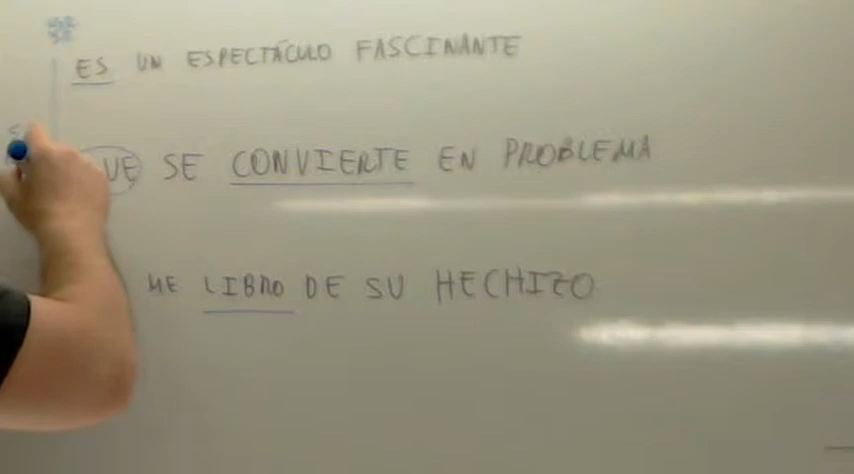 ES UN ESPECTÁCULO FASCINANTE
SE CONVIERTE EN PROBLEMA
ME LIBRO DE SU HECHIZO